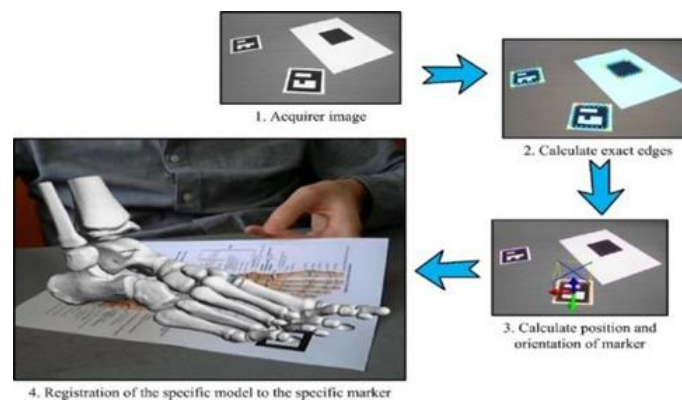 1. Acquirer image
2. Calculate exact edges
3. Calculate position and
orientation of marker
4. Registration of the specific model to the specific marker